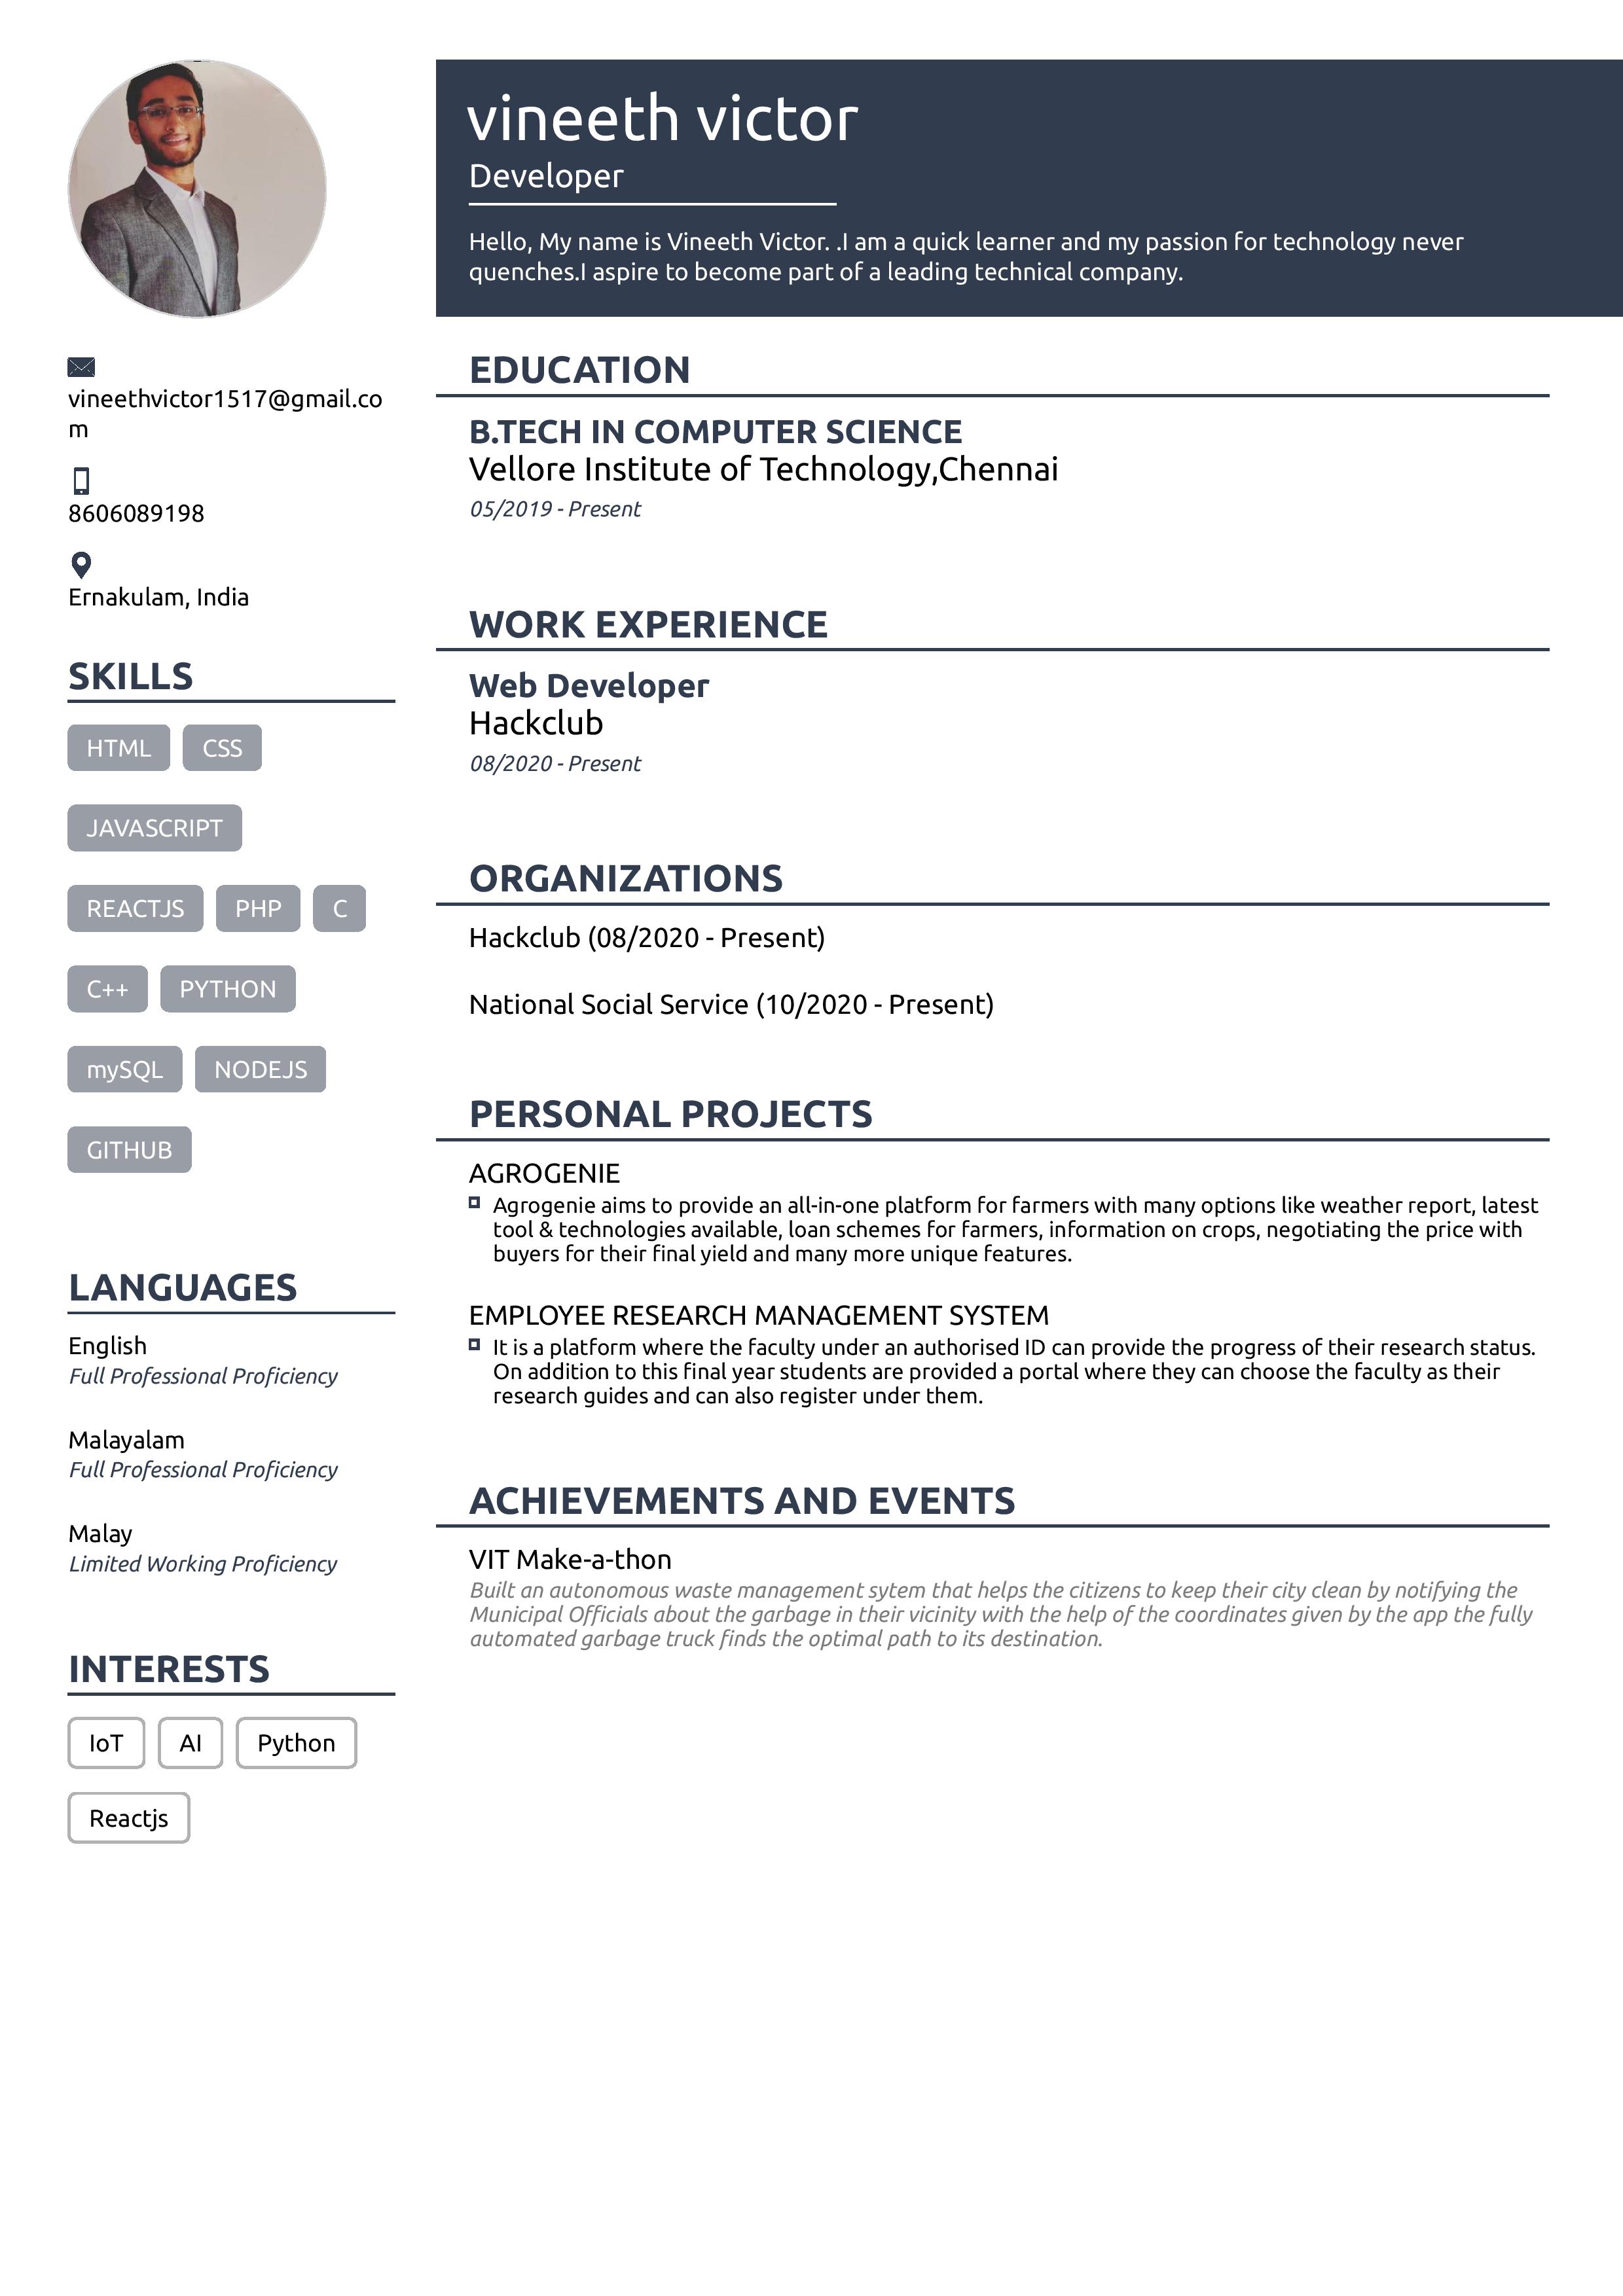 vineeth victor
Developer
Hello, My name is Vineeth Victor. .I am a quick learner and my passion for technology never
quenches.I aspire to become part of a leading technical company.
vineethvictor1517@gmail.co
m
8606089198
Ernakulam, India
SKILLS
HTML CSS
JAVASCRIPT
REACTJS PHP C
C++ PYTHON
mySQL NODEJS
GITHUB
LANGUAGES
English
Full Professional Proficiency
Malayalam
Full Professional Proficiency
Malay
Limited Working Proficiency
INTERESTS
IoT AI Python
Reactjs
EDUCATION
B.TECH IN COMPUTER SCIENCE
Vellore Institute of Technology,Chennai
05/2019 - Present
WORK EXPERIENCE
Web Developer
Hackclub
08/2020 - Present
ORGANIZATIONS
Hackclub (08/2020 - Present)
National Social Service (10/2020 - Present)
PERSONAL PROJECTS
AGROGENIE
Agrogenie aims to provide an all-in-one platform for farmers with many options like weather report, latest
tool & technologies available, loan schemes for farmers, information on crops, negotiating the price with
buyers for their final yield and many more unique features.
EMPLOYEE RESEARCH MANAGEMENT SYSTEM
It is a platform where the faculty under an authorised ID can provide the progress of their research status.
On addition to this final year students are provided a portal where they can choose the faculty as their
research guides and can also register under them.
ACHIEVEMENTS AND EVENTS
VIT Make-a-thon
Built an autonomous waste management sytem that helps the citizens to keep their city clean by notifying the
Municipal Officials about the garbage in their vicinity with the help of the coordinates given by the app the fully
automated garbage truck finds the optimal path to its destination.